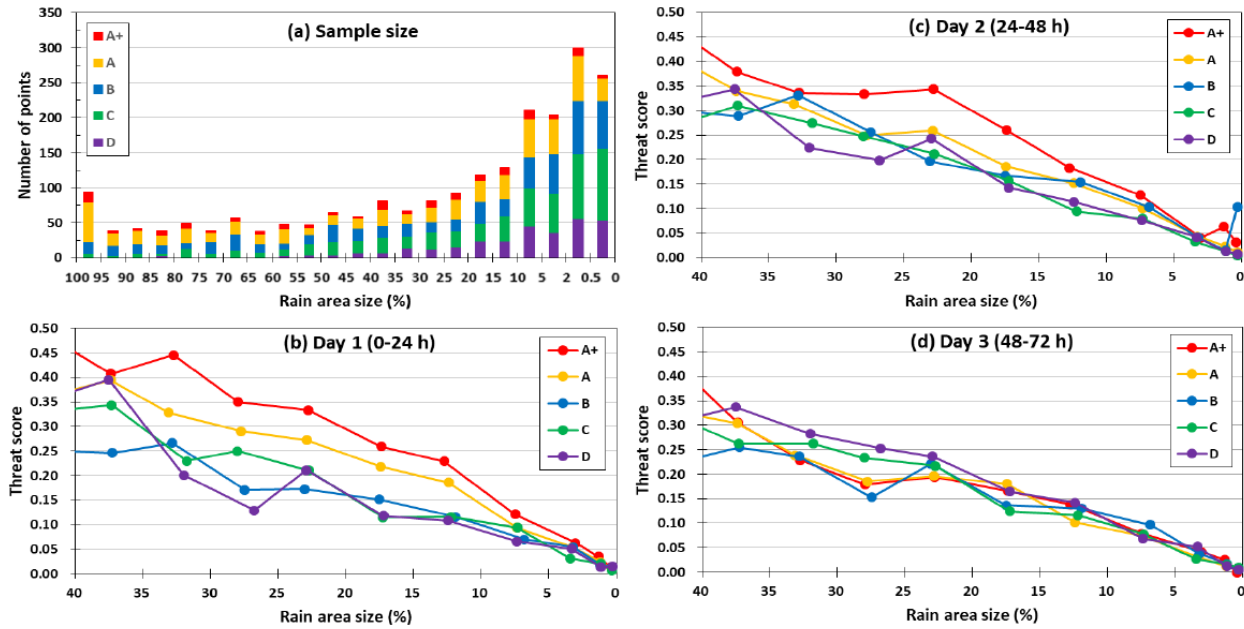 (a) Sample size
Number of points
350
300
250
200
150
100
50
0
A+
A
B
C
D
100 95 90 85 80 75 70 65 60 55 50 45 40 35 30 25 20 15 10 5 2 0.5 0
Rain area size (%)
(c) Day 2 (24-48 h)
Threat score
0.50
0.45
0.40
0.35
0.30
0.25
0.20
0.15
0.10
0.05
0.00
A+
A
B
C
D
40 35 30 25 20 15 10 5 0
Rain area size (%)
(b) Day 1 (0-24 h)
Threat score
0.50
0.45
0.40
0.35
0.30
0.25
0.20
0.15
0.10
0.05
0.00
A+
A
B
C
D
40 35 30 25 20 15 10 5 0
Rain area size (%)
(d) Day 3 (48-72 h)
Threat score
0.50
0.45
0.40
0.35
0.30
0.25
0.20
0.15
0.10
0.05
0.00
A+
A
B
C
D
40 35 30 25 20 15 10 5 0
Rain area size (%)